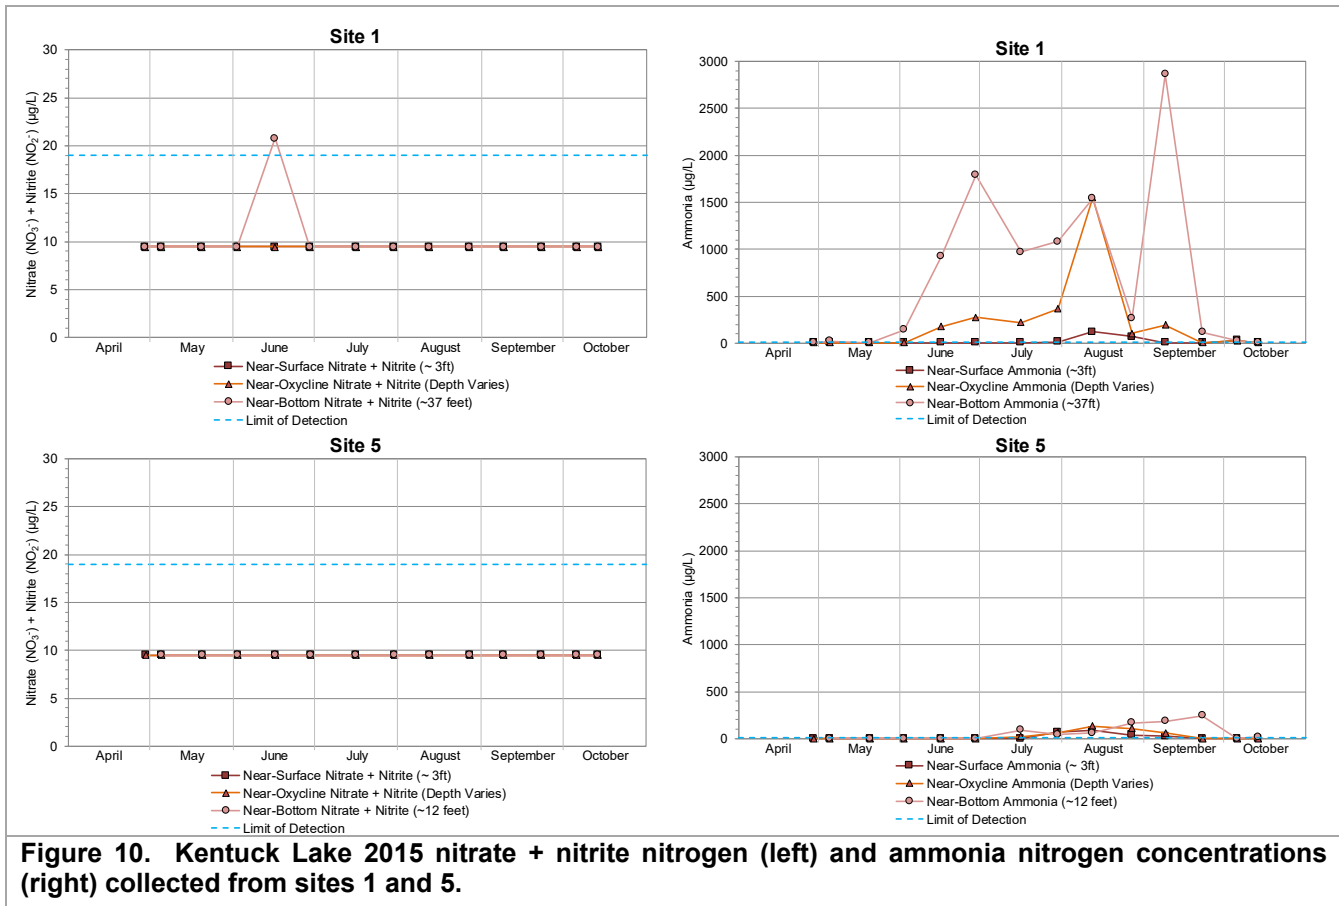 Site 1
Nitrate (NO₃⁻) + Nitrite (NO₂⁻) (µg/L)
30
25
20
15
10
5
0
April May June July August September October
Near-Surface Nitrate + Nitrite (~ 3ft)
Near-Oxycline Nitrate + Nitrite (Depth Varies)
Near-Bottom Nitrate + Nitrite (~37 feet)
Limit of Detection
Site 1
Ammonia (µg/L)
3000
2500
2000
1500
1000
500
0
April May June July August September October
Near-Surface Ammonia (~3ft)
Near-Oxycline Ammonia (Depth Varies)
Near-Bottom Ammonia (~37ft)
Limit of Detection
Site 5
Nitrate (NO₃⁻) + Nitrite (NO₂⁻) (µg/L)
30
25
20
15
10
5
0
April May June July August September October
Near-Surface Nitrate + Nitrite (~ 3ft)
Near-Oxycline Nitrate + Nitrite (Depth Varies)
Near-Bottom Nitrate + Nitrite (~12 feet)
Limit of Detection
Site 5
Ammonia (µg/L)
3000
2500
2000
1500
1000
500
0
April May June July August September October
Near-Surface Ammonia (~ 3ft)
Near-Oxycline Ammonia (Depth Varies)
Near-Bottom Ammonia (~12 feet)
Limit of Detection
Figure 10. Kentuck Lake 2015 nitrate + nitrite nitrogen (left) and ammonia nitrogen concentrations
(right) collected from sites 1 and 5.